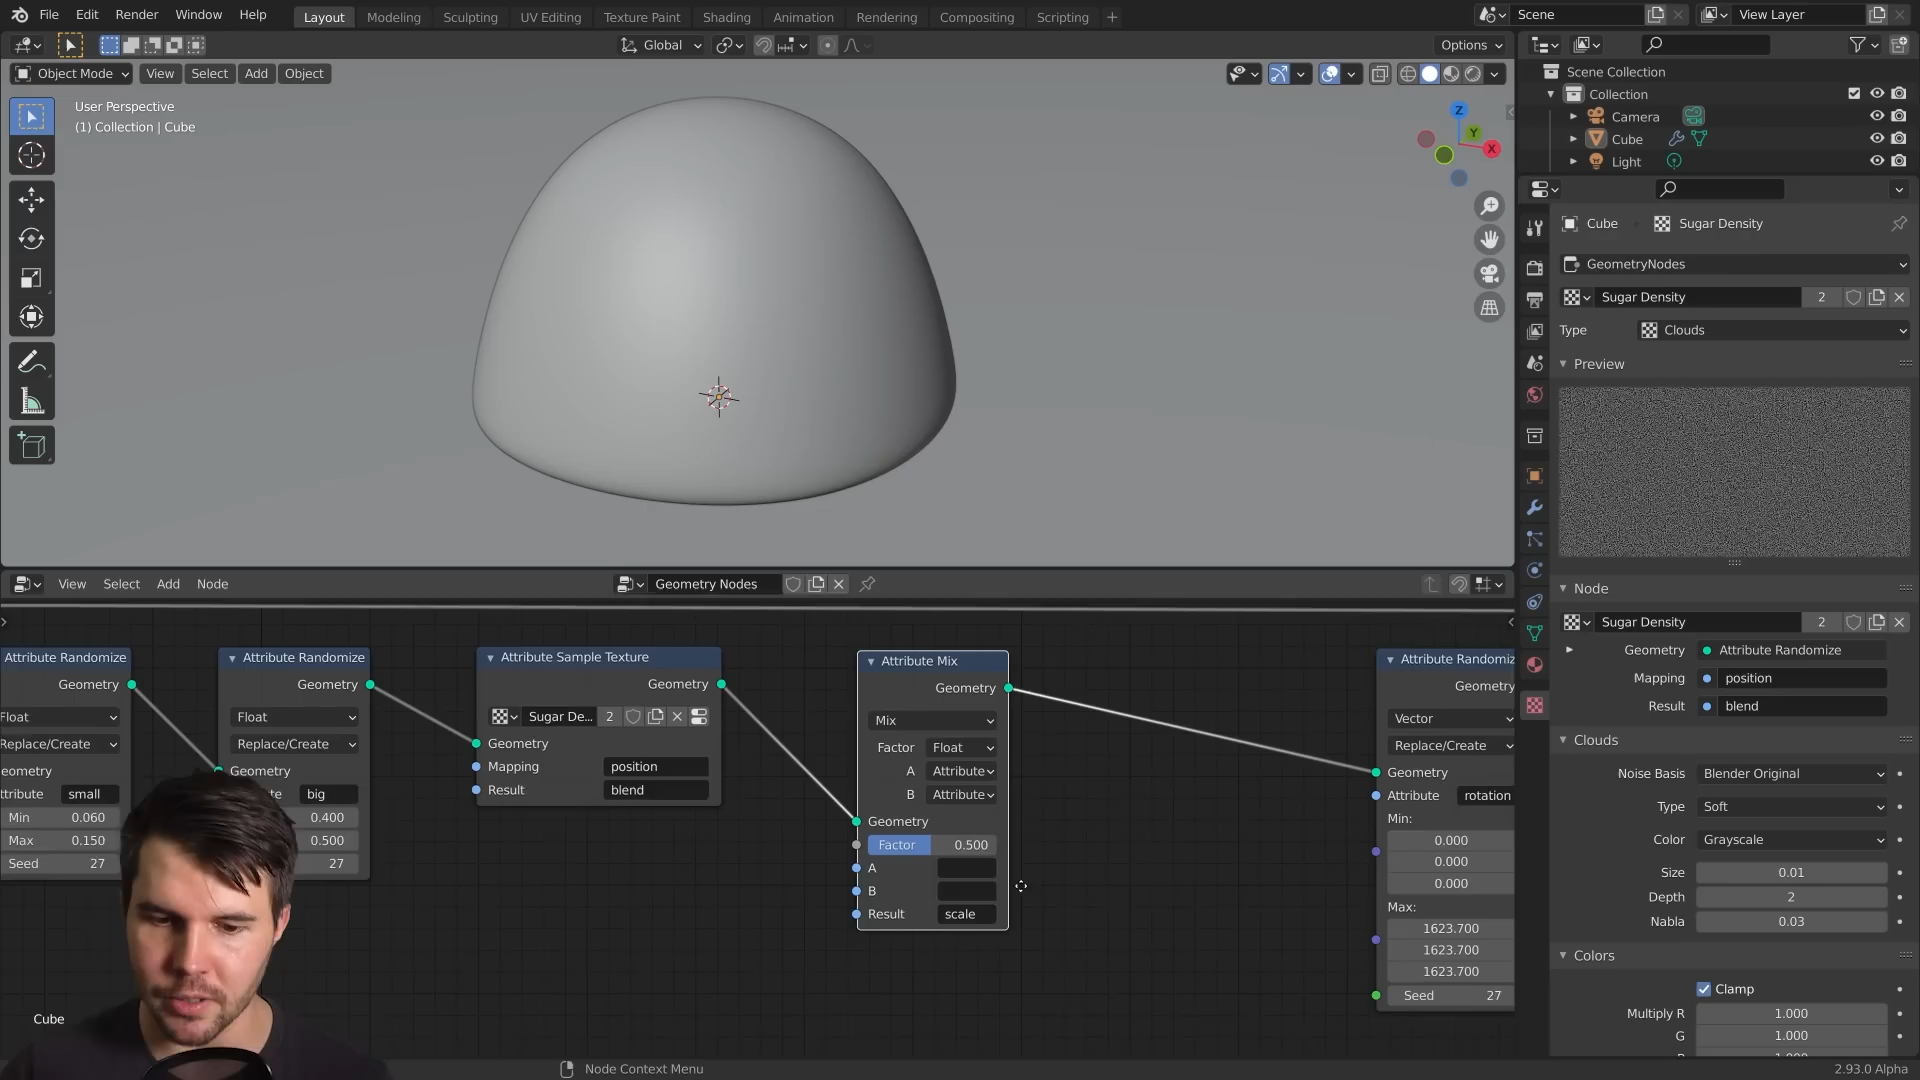 File Edit Render Window Help Layout Modeling Sculpting UV Editing Texture Paint Shading Animation Rendering Compositing Scripting Scene View Layer
Global Options
Object Mode View Select Add Object
User Perspective
(1) Collection | Cube
Z
Y
X
Scene Collection
Collection
Camera
Cube
Light
Cube Sugar Density
GeometryNodes
Sugar Density 2
Type Clouds
Preview
Node
Sugar Density 2
Geometry Attribute Randomize
Mapping position
Result blend
Clouds
Noise Basis Blender Original
Type Soft
Color Grayscale
Size 0.01
Depth 2
Nabla 0.03
Colors
Clamp
Multiply R 1.000
G 1.000
View Select Add Node Geometry Nodes
Attribute Randomize
Geometry
Float
Replace/Create
eometry
ttribute small
Min 0.060
Max 0.150
Seed 27
Attribute Randomize
Geometry
Float
Replace/Create
Geometry
te big
0.400
0.500
27
Attribute Sample Texture
Geometry
Sugar De... 2
Geometry
Mapping position
Result blend
Attribute Mix
Geometry
Mix
Factor Float
A Attribute
B Attribute
Geometry
Factor 0.500
A
B
Result scale
Attribute Randomiz
Geometry
Vector
Replace/Create
Geometry
Attribute rotation
Min:
0.000
0.000
0.000
Max:
1623.700
1623.700
1623.700
Seed 27
Cube
Node Context Menu
2.93.0 Alpha